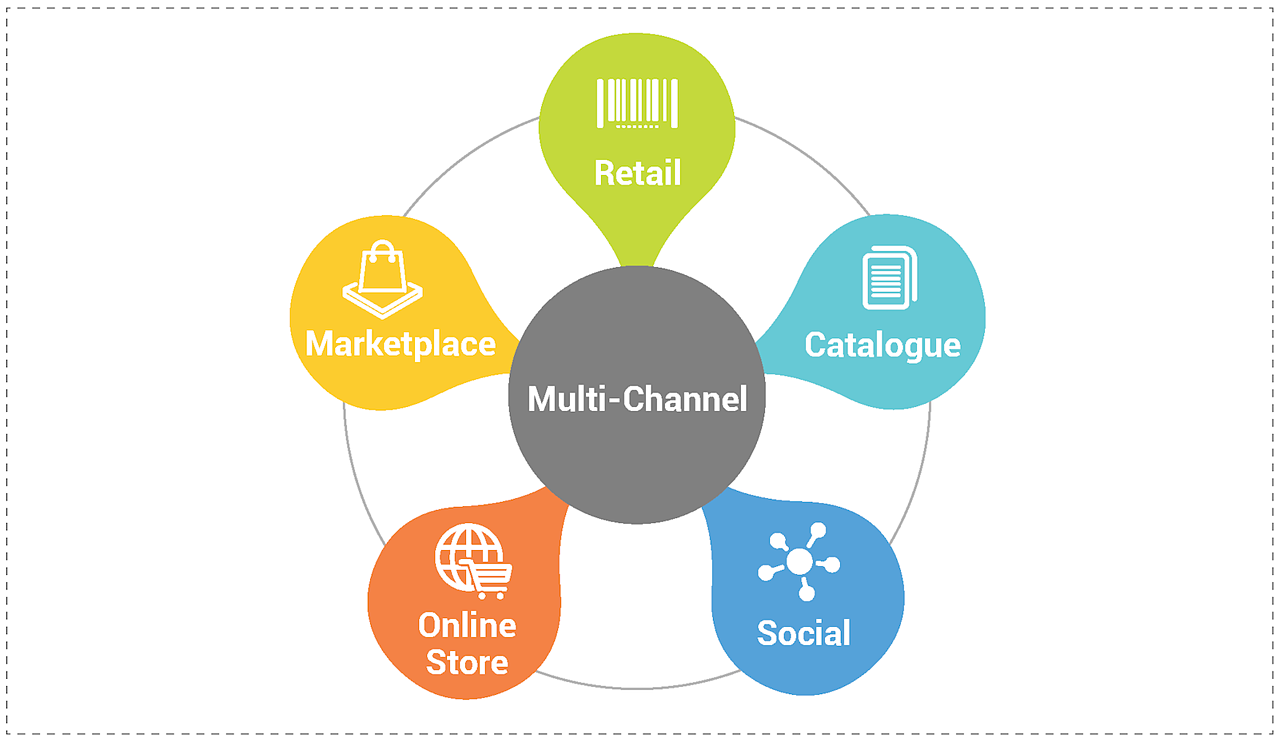 Retail
Marketplace
Catalogue
Multi-Channel
Online
Store
Social